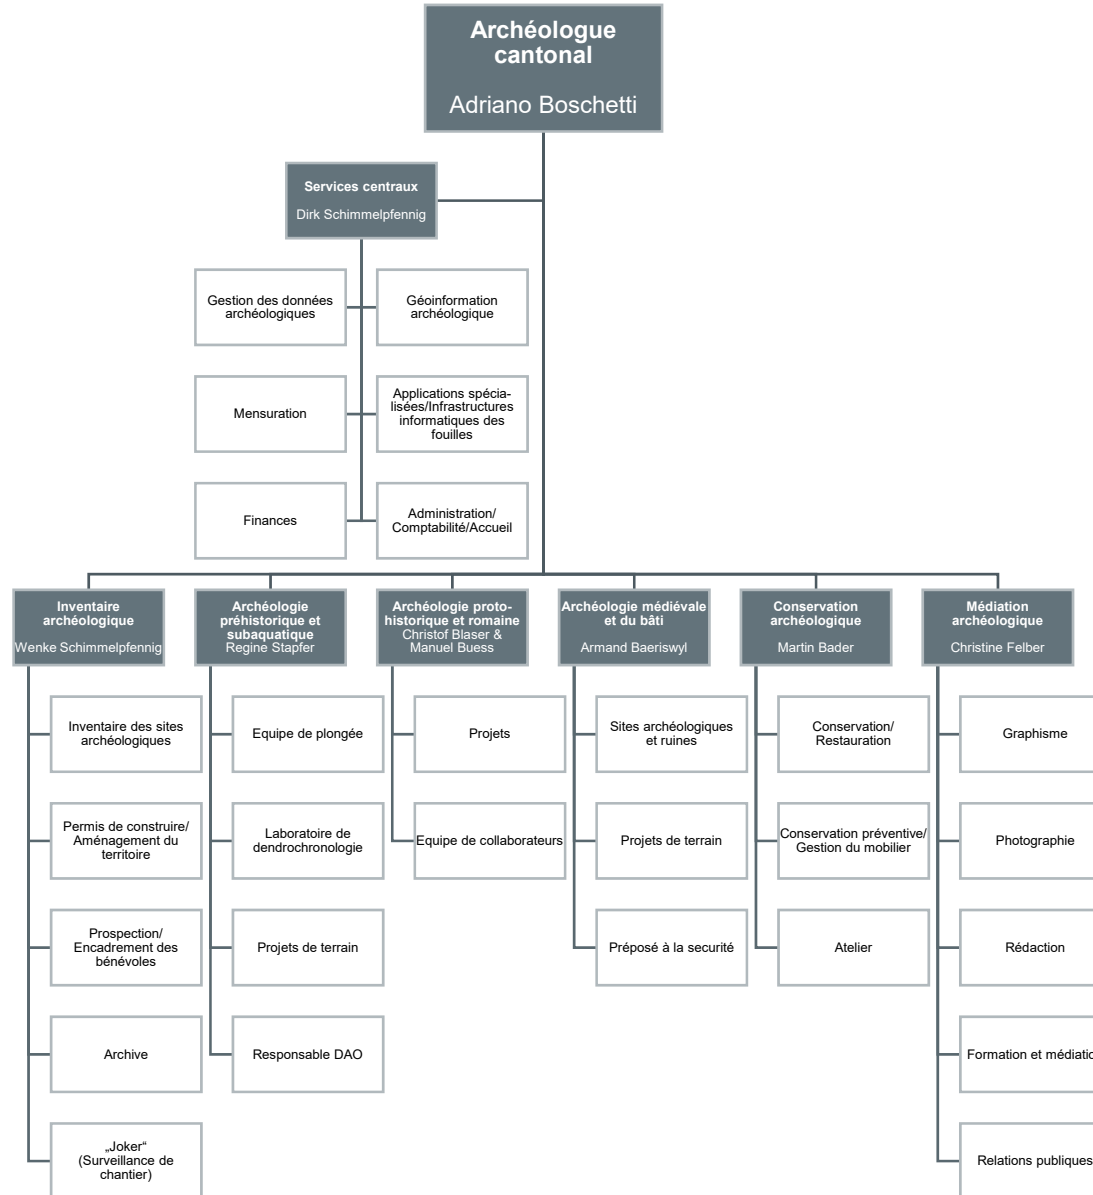 Archéologue
cantonal
Adriano Boschetti
Services centraux
Dirk Schimmelpfennig
Gestion des données
archéologiques
Géoinformation
archéologique
Mensuration
Applications spécia-
lisées/Infrastructures
informatiques des
fouilles
Finances
Administration/
Comptabilité/Accueil
Inventaire
archéologique
Wenke Schimmelpfennig
Archéologie
préhistorique et
subaquatique
Regine Stapfer
Archéologie proto-
historique et romaine
Christof Blaser &
Manuel Buess
Archéologie médiévale
et du bâti
Armand Baeriswyl
Conservation
archéologique
Martin Bader
Médiation
archéologique
Christine Felber
Inventaire des sites
archéologiques
Equipe de plongée
Projets
Sites archéologiques
et ruines
Conservation/
Restauration
Graphisme
Permis de construire/
Aménagement du
territoire
Laboratoire de
dendrochronologie
Equipe de collaborateurs
Projets de terrain
Conservation préventive/
Gestion du mobilier
Photographie
Prospection/
Encadrement des
bénévoles
Projets de terrain
Préposé à la securité
Atelier
Rédaction
Archive
Responsable DAO
Formation et médiatio
„Joker“
(Surveillance de
chantier)
Relations publiques